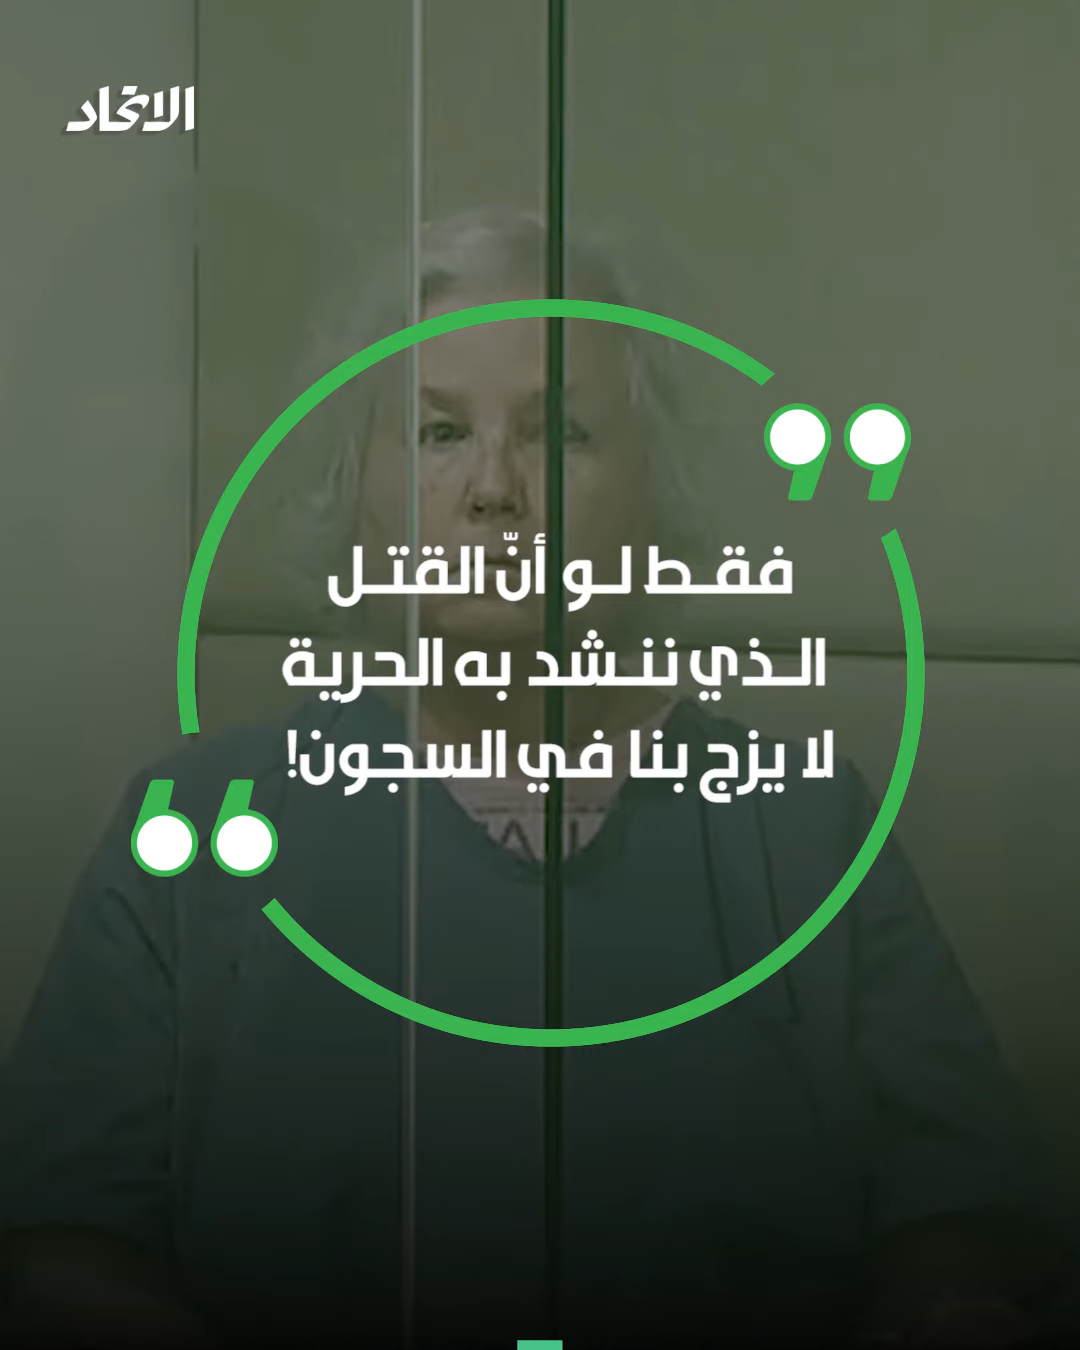 الاتحاد
فقط لو أنّ القتل
الذي ننشد به الحرية
لا يزج بنا في السجون!